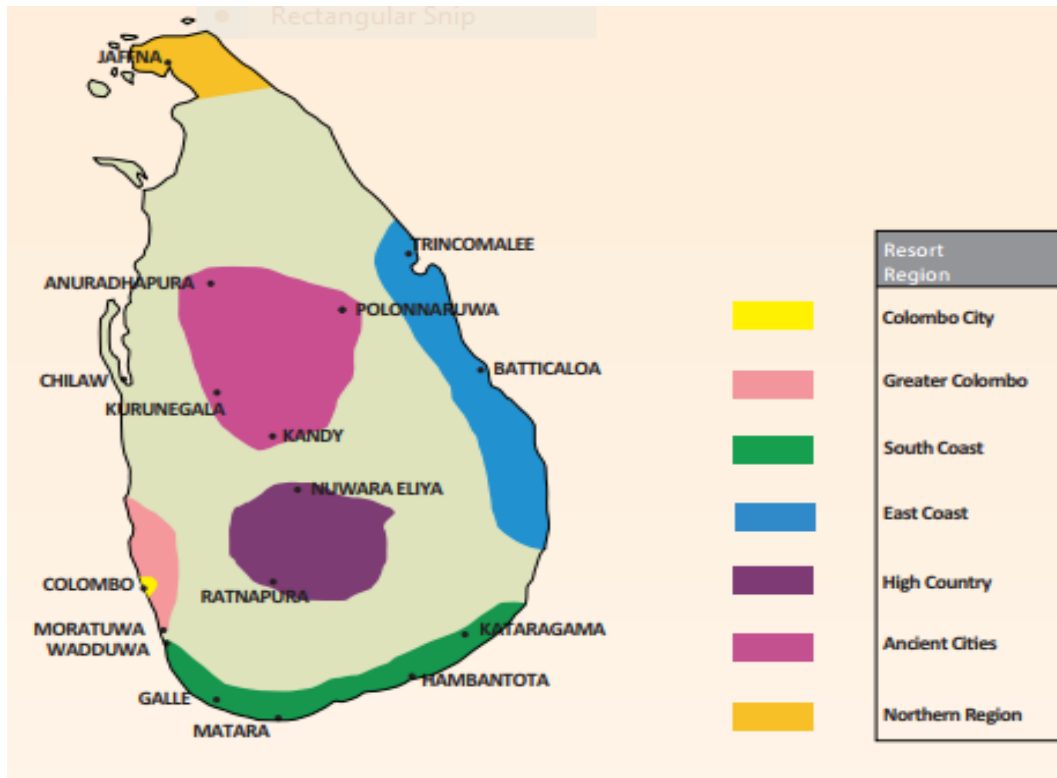 Rectangular Snip
JAFFNA
TRINCOMALEE
ANURADHAPURA
POLONNARUWA
BATTICALOA
CHILAW
KURUNEGALA
KANDY
NUWARA ELIYA
COLOMBO
RATNAPURA
MORATUWA
KATARAGAMA
WADDUWA
HAMBANTOTA
GALLE
MATARA
Resort
Region
Colombo City
Greater Colombo
South Coast
East Coast
High Country
Ancient Cities
Northern Region